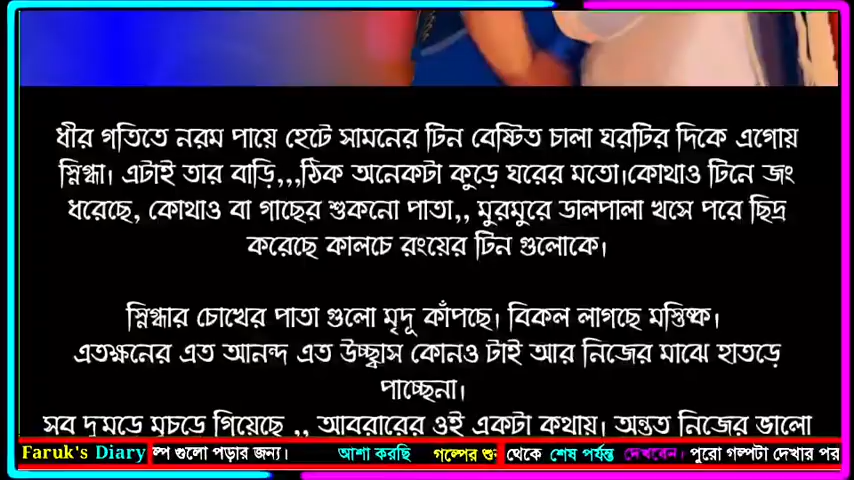 ধীর গতিতে নরম পায়ে হেটে সামনের টিন বেষ্টিত চালা ঘরটির দিকে এগোয়
স্নিগ্ধা। এটাই তার বাড়ি,,,ঠিক অনেকটা কুড়ে ঘরের মতো।কোথাও টিনে জং
ধরেছে, কোথাও বা গাছের শুকনো পাতা,, মুরমুরে ডালপালা খসে পরে ছিদ্র
করেছে কালচে রংয়ের টিন গুলোকে।
স্নিগ্ধার চোখের পাতা গুলো মৃদূ কাঁপছে। বিকল লাগছে মস্তিষ্ক।
এতক্ষনের এত আনন্দ এত উচ্ছ্বাস কোনও টাই আর নিজের মাঝে হাতড়ে
পাচ্ছেনা।
সব দুমড়ে মুচড়ে গিয়েছে ,, আবরারের ওই একটা কথায়। অন্তত নিজের ভালো
Faruk's Diary ল্প গুলো পড়ার জন্য। আশা করছি গল্পের শুরু থেকে শেষ পর্যন্ত দেখবেন। পুরো গল্পটা দেখার পর